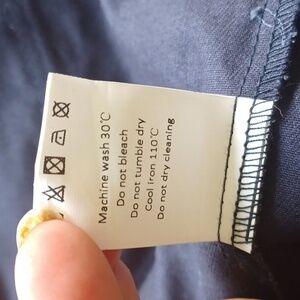 Machine wash 30℃
Do not bleach
Do not tumble dry
Cool iron 110℃
Do not dry cleaning